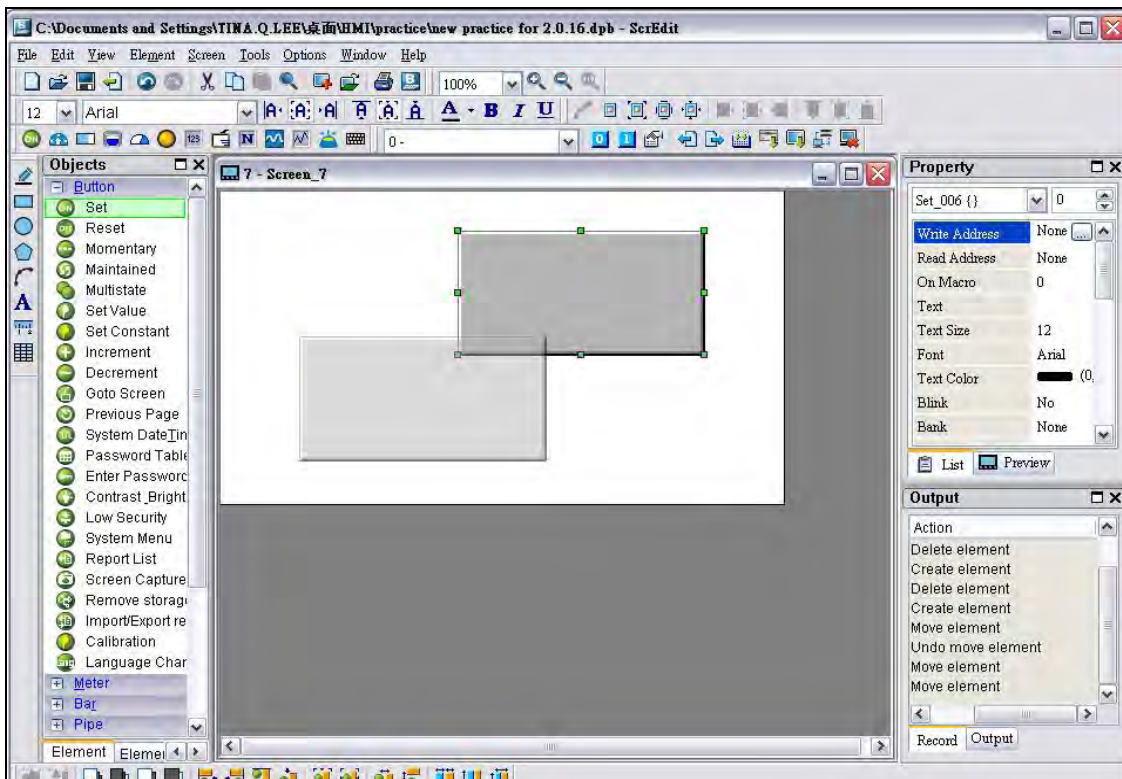 C:\Documents and Settings\TINA.Q.LEE\桌面\HMI\practice\new practice for 2.0.16.dpb - ScrEdit
File Edit View Element Screen Tools Options Window Help
100%
12 Arial
0 -
Objects
Button
Set
Reset
Momentary
Maintained
Multistate
Set Value
Set Constant
Increment
Decrement
Goto Screen
Previous Page
System DateTin
Password Table
Enter Passworc
Contrast_Bright
Low Security
System Menu
Report List
Screen Capture
Remove storag
Import/Export re
Calibration
Language Char
Meter
Bar
Pipe
Element Elemei
7 - Screen_7
Property
Set_006 {} 0
Write Address None ...
Read Address None
On Macro 0
Text
Text Size 12
Font Arial
Text Color (0,
Blink No
Bank None
List Preview
Output
Action
Delete element
Create element
Delete element
Create element
Move element
Undo move element
Move element
Move element
Record Output